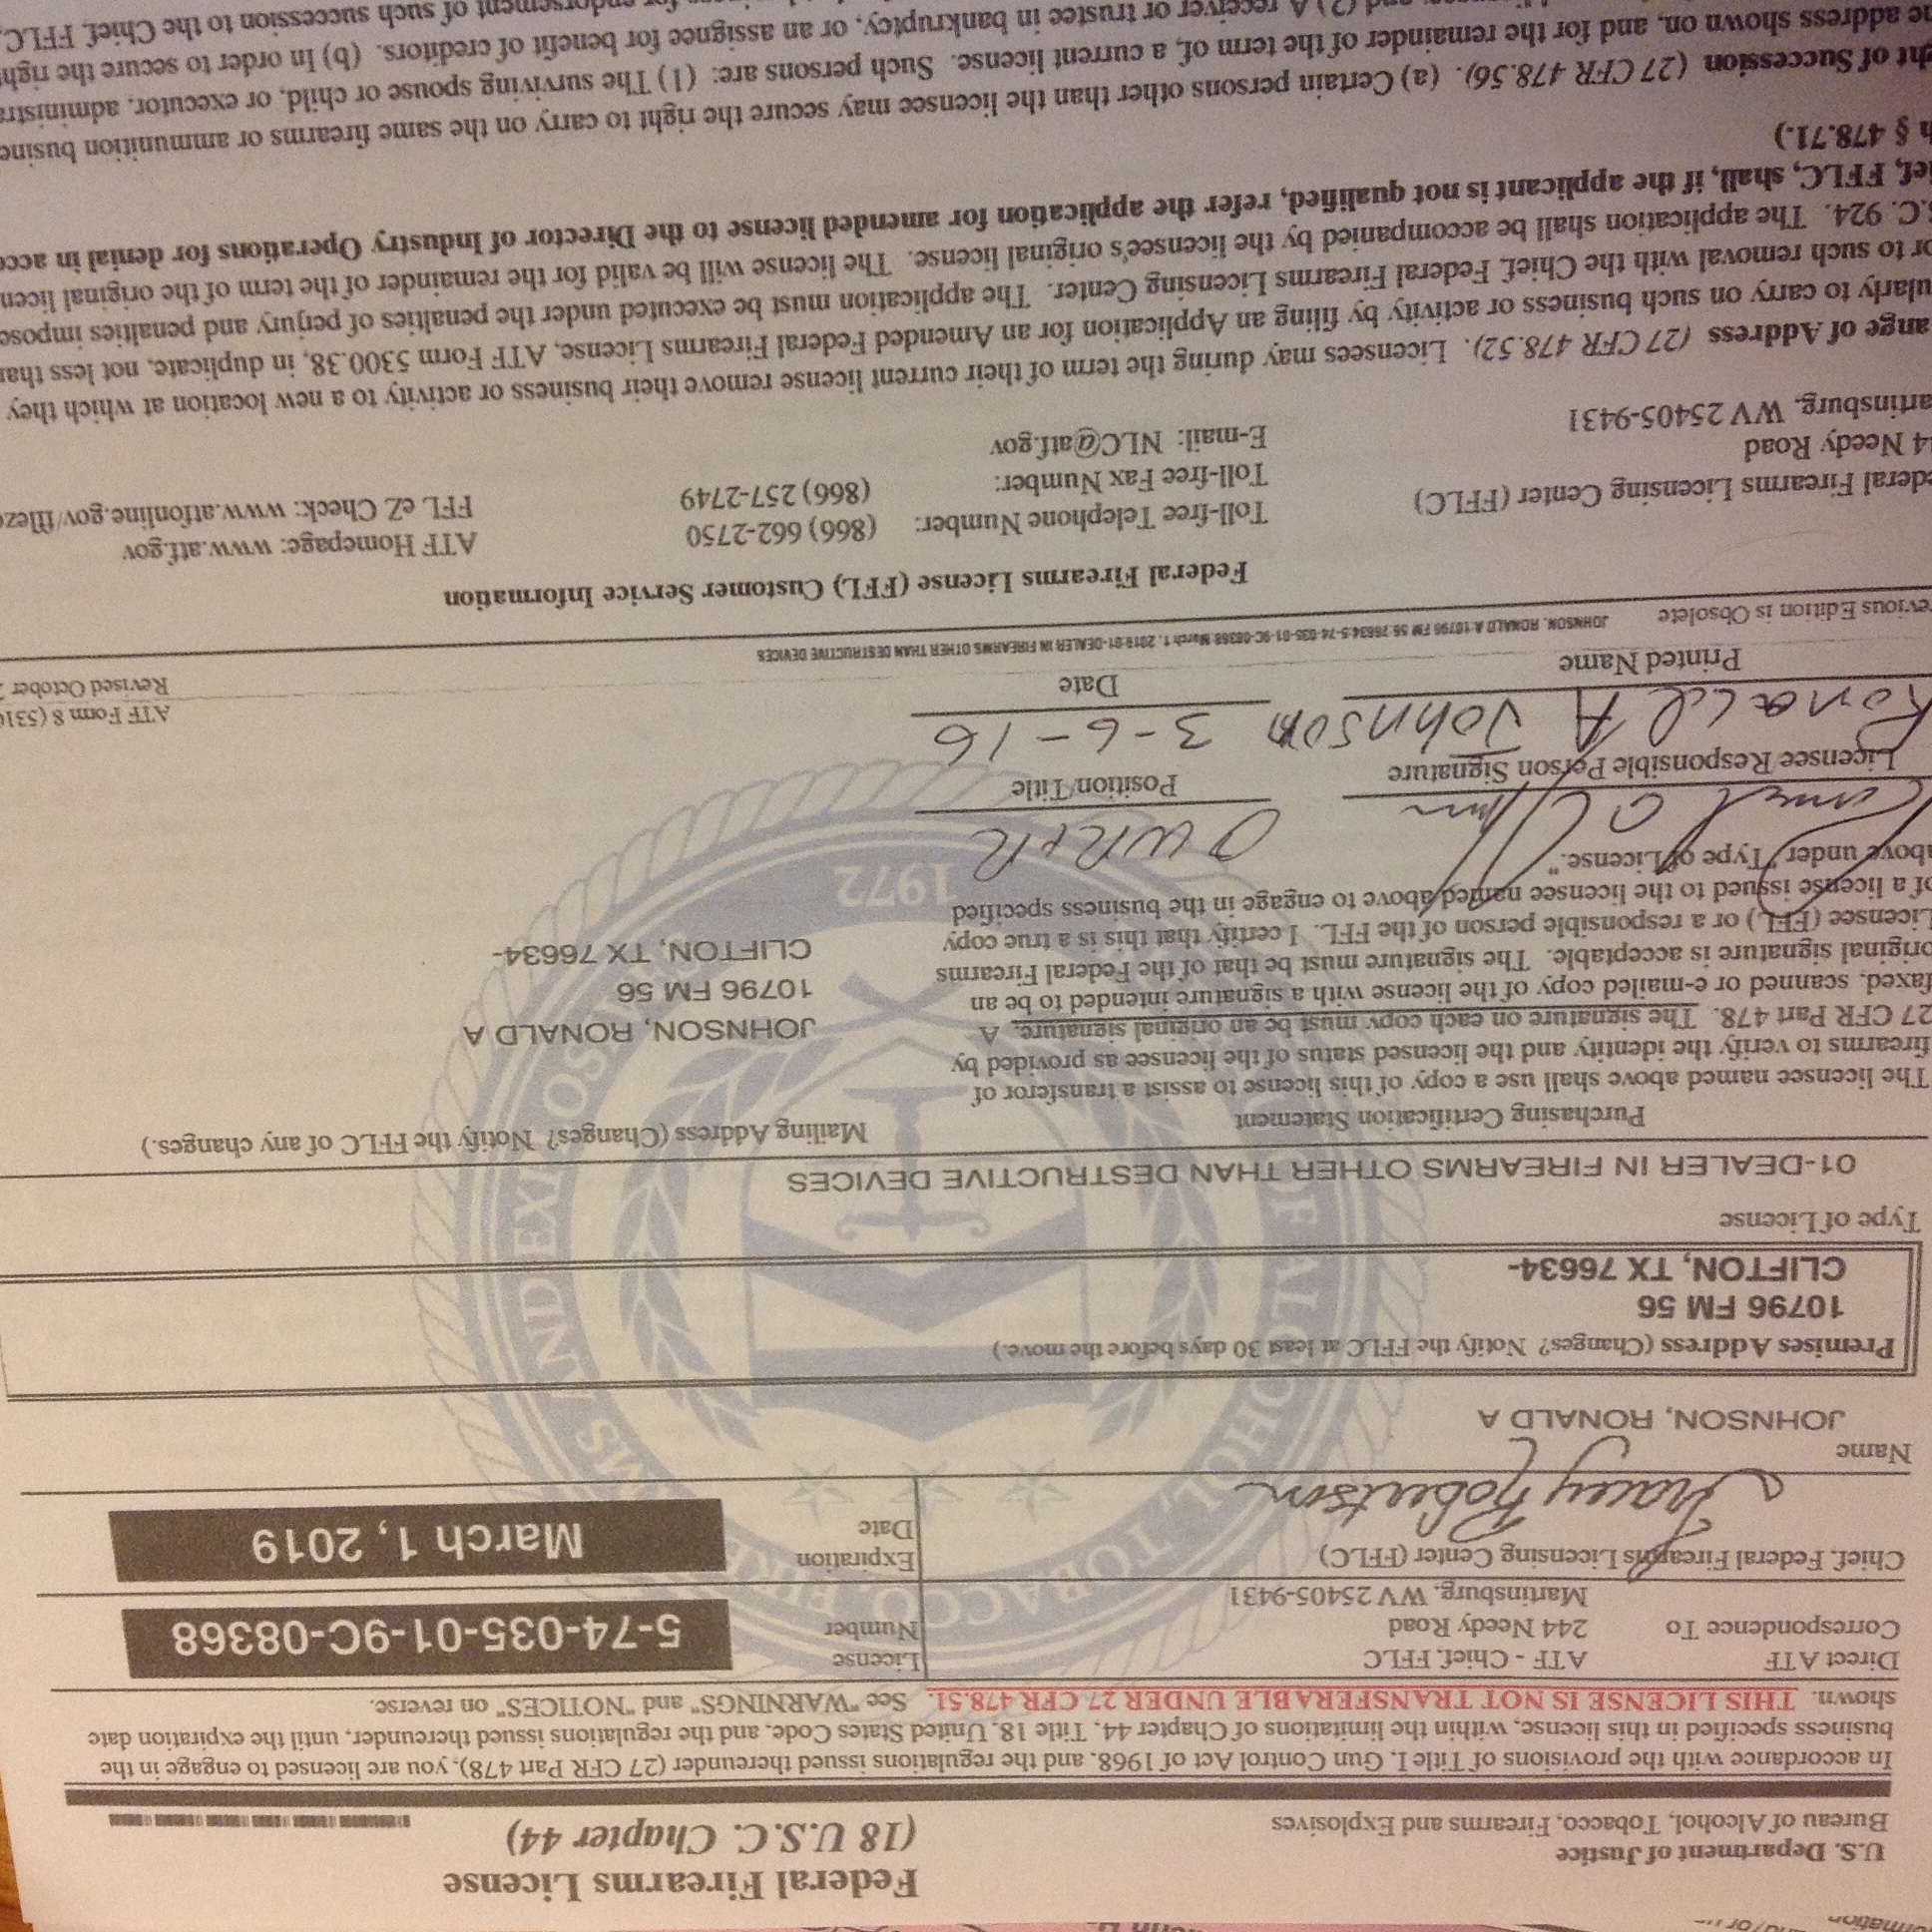 U.S. Department of Justice
Bureau of Alcohol, Tobacco, Firearms and Explosives
Federal Firearms License
(18 U.S.C. Chapter 44)
In accordance with the provisions of Title I, Gun Control Act of 1968, and the regulations issued thereunder (27 CFR Part 478), you are licensed to engage in the
business specified in this license, within the limitations of Chapter 44, Title 18, United States Code, and the regulations issued thereunder, until the expiration date
shown. THIS LICENSE IS NOT TRANSFERABLE UNDER 27 CFR 478.51. See "WARNINGS" and "NOTICES" on reverse.
Direct ATF
Correspondence To
ATF - Chief, FFLC
244 Needy Road
Martinsburg, WV 25405-9431
License
Number
5-74-035-01-9C-08368
Chief, Federal Firearms Licensing Center (FFLC)
Tracey Robertson
Expiration
Date
March 1, 2019
Name
JOHNSON, RONALD A
Premises Address (Changes? Notify the FFLC at least 30 days before the move.)
10796 FM 56
CLIFTON, TX 76634-
Type of License
01-DEALER IN FIREARMS OTHER THAN DESTRUCTIVE DEVICES
Purchasing Certification Statement
The licensee named above shall use a copy of this license to assist a transferor of
firearms to verify the identity and the licensed status of the licensee as provided by
27 CFR Part 478. The signature on each copy must be an original signature. A
faxed, scanned or e-mailed copy of the license with a signature intended to be an
original signature is acceptable. The signature must be that of the Federal Firearms
Licensee (FFL) or a responsible person of the FFL. I certify that this is a true copy
of a license issued to the licensee named above to engage in the business specified
above under "Type of License."
Mailing Address (Changes? Notify the FFLC of any changes.)
JOHNSON, RONALD A
10796 FM 56
CLIFTON, TX 76634-
1972
OWNER
Licensee/Responsible Person Signature
Position/Title
Ronald A Johnson 3-6-16
Printed Name
Date
ATF Form 8 (531
Revised October
evious Edition is Obsolete
JOHNSON, RONALD A:10796 FM 56:76634:5-74-035-01-9C-08368:March 1, 2019:01-DEALER IN FIREARMS OTHER THAN DESTRUCTIVE DEVICES
Federal Firearms License (FFL) Customer Service Information
ederal Firearms Licensing Center (FFLC)
4 Needy Road
artinsburg, WV 25405-9431
Toll-free Telephone Number: (866) 662-2750
Toll-free Fax Number: (866) 257-2749
E-mail: NLC@atf.gov
ATF Homepage: www.atf.gov
FFL eZ Check: www.atfonline.gov/fflez
ange of Address (27 CFR 478.52). Licensees may during the term of their current license remove their business or activity to a new location at which they
ularly to carry on such business or activity by filing an Application for an Amended Federal Firearms License, ATF Form 5300.38, in duplicate, not less than
or to such removal with the Chief, Federal Firearms Licensing Center. The application must be executed under the penalties of perjury and penalties impose
.C. 924. The application shall be accompanied by the licensee's original license. The license will be valid for the remainder of the term of the original licen
ief, FFLC, shall, if the applicant is not qualified, refer the application for amended license to the Director of Industry Operations for denial in acco
h § 478.71.)
ht of Succession (27 CFR 478.56). (a) Certain persons other than the licensee may secure the right to carry on the same firearms or ammunition busine
he address shown on, and for the remainder of the term of, a current license. Such persons are: (1) The surviving spouse or child, or executor, administra
and (2) A receiver or trustee in bankruptcy, or an assignee for benefit of creditors. (b) In order to secure the right
for endorsement of such succession to the Chief, FFLC,